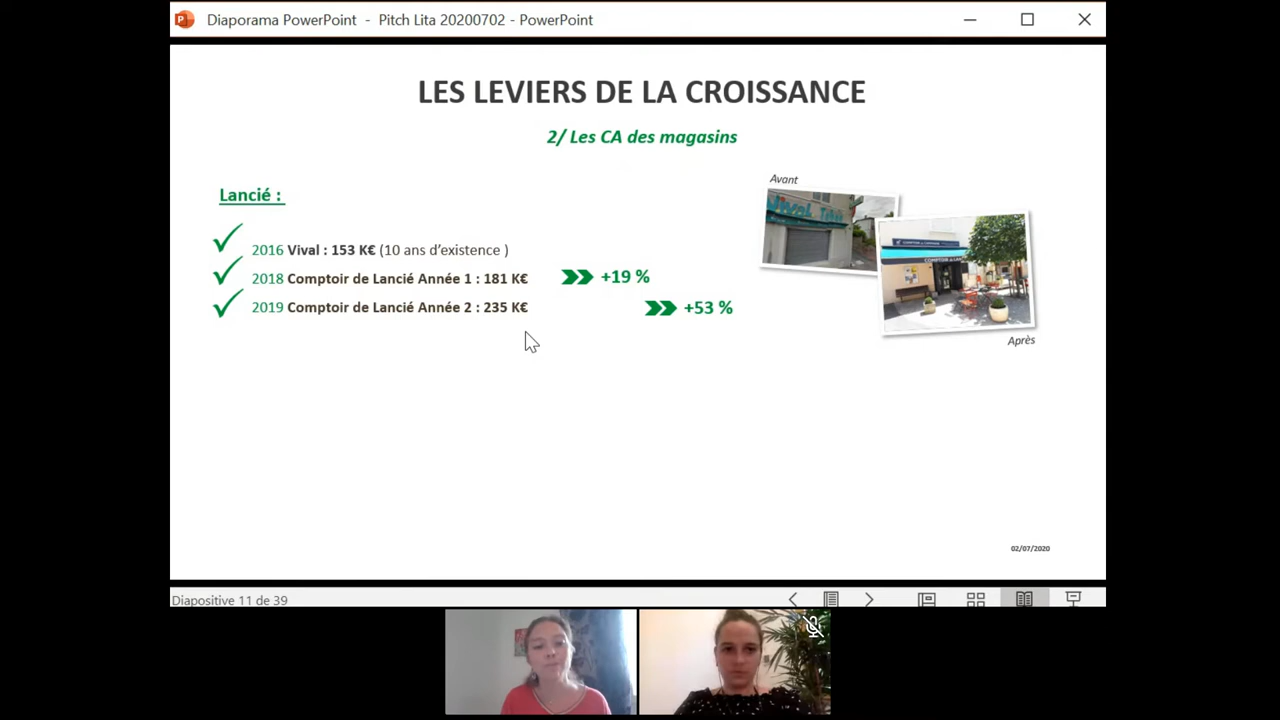 Diaporama PowerPoint - Pitch Lita 20200702 - PowerPoint
LES LEVIERS DE LA CROISSANCE
2/ Les CA des magasins
Lancié :
Avant
2016 Vival : 153 K€ (10 ans d’existence )
2018 Comptoir de Lancié Année 1 : 181 K€ +19 %
2019 Comptoir de Lancié Année 2 : 235 K€ +53 %
Après
02/07/2020
Diapositive 11 de 39